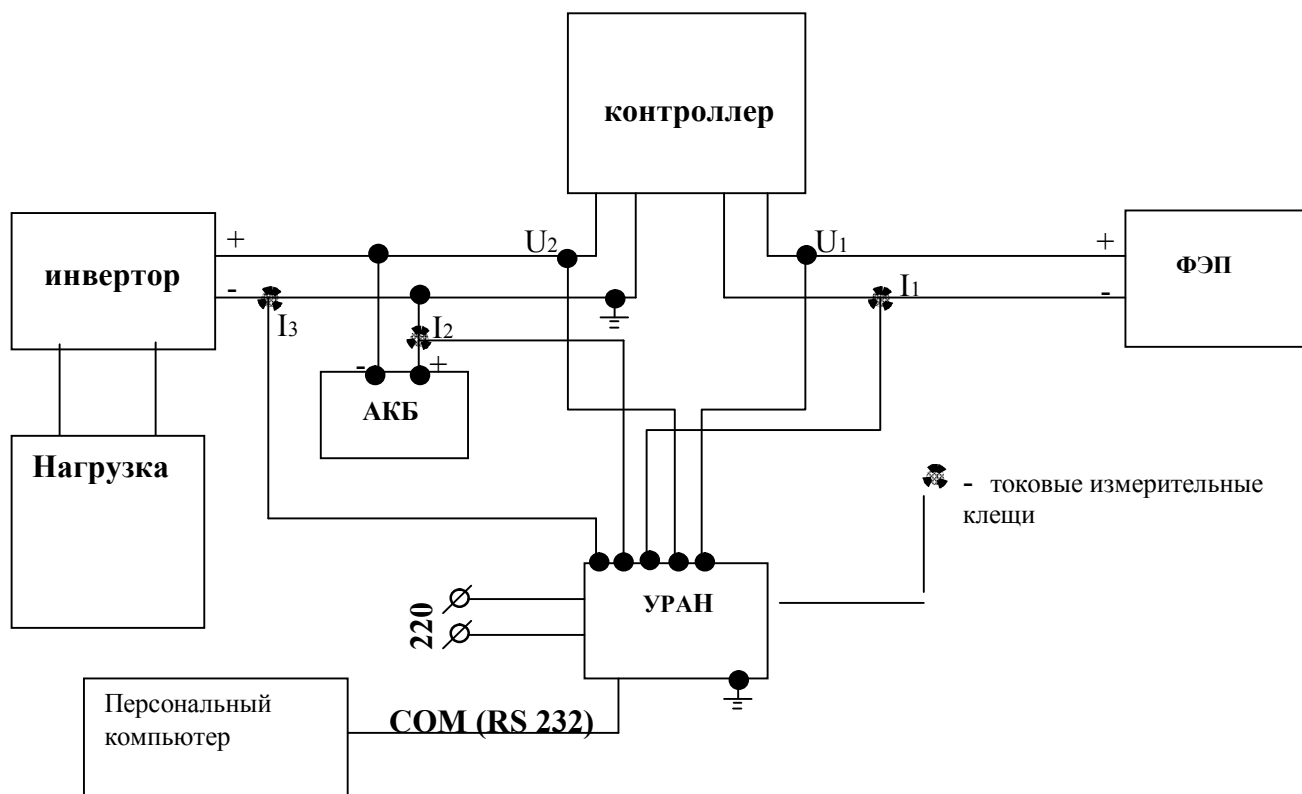 контроллер
инвертор
+
-
U2
U1
+
-
ФЭП
I1
I3
I2
-
+
АКБ
Нагрузка
- токовые измерительные
клещи
УРАН
220
Персональный
компьютер
COM (RS 232)